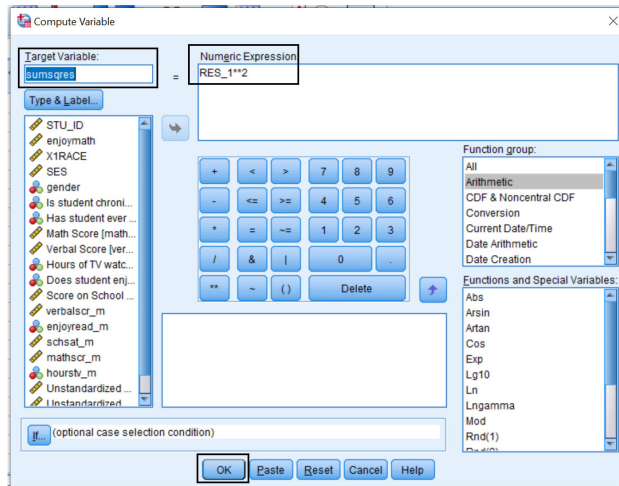 Compute Variable
Target Variable:
sumsqres
=
Numeric Expression:
RES_1**2
Type & Label...
STU_ID
enjoymath
X1RACE
SES
gender
Is student chroni...
Has student ever ...
Math Score [math...
Verbal Score [ver...
Hours of TV watc...
Does student enj...
Score on School ...
verbalscr_m
enjoyread_m
schsat_m
mathscr_m
hourstv_m
Unstandardized ...
Unstandardized
+ < > 7 8 9
- <= >= 4 5 6
* = ~= 1 2 3
/ & | 0 .
** ~ ( ) Delete
Function group:
All
Arithmetic
CDF & Noncentral CDF
Conversion
Current Date/Time
Date Arithmetic
Date Creation
Functions and Special Variables:
Abs
Arsin
Artan
Cos
Exp
Lg10
Ln
Lngamma
Mod
Rnd(1)
If... (optional case selection condition)
OK Paste Reset Cancel Help